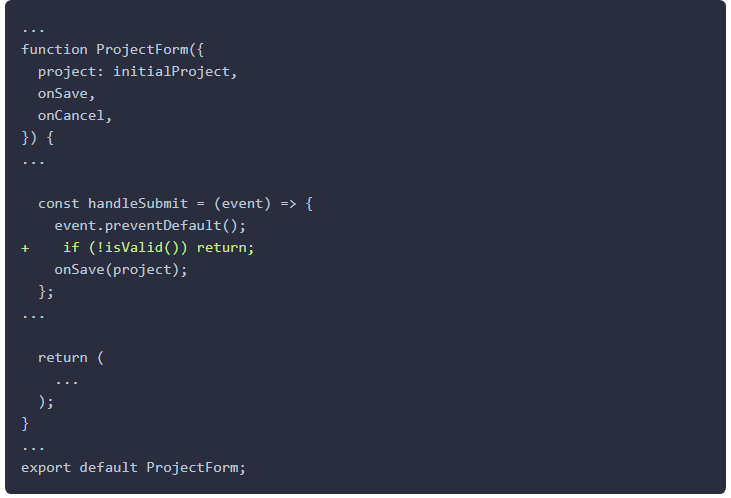 ...
function ProjectForm({
  project: initialProject,
  onSave,
  onCancel,
}) {
...
  const handleSubmit = (event) => {
    event.preventDefault();
+    if (!isValid()) return;
    onSave(project);
  };
...
  return (
    ...
  );
}
...
export default ProjectForm;